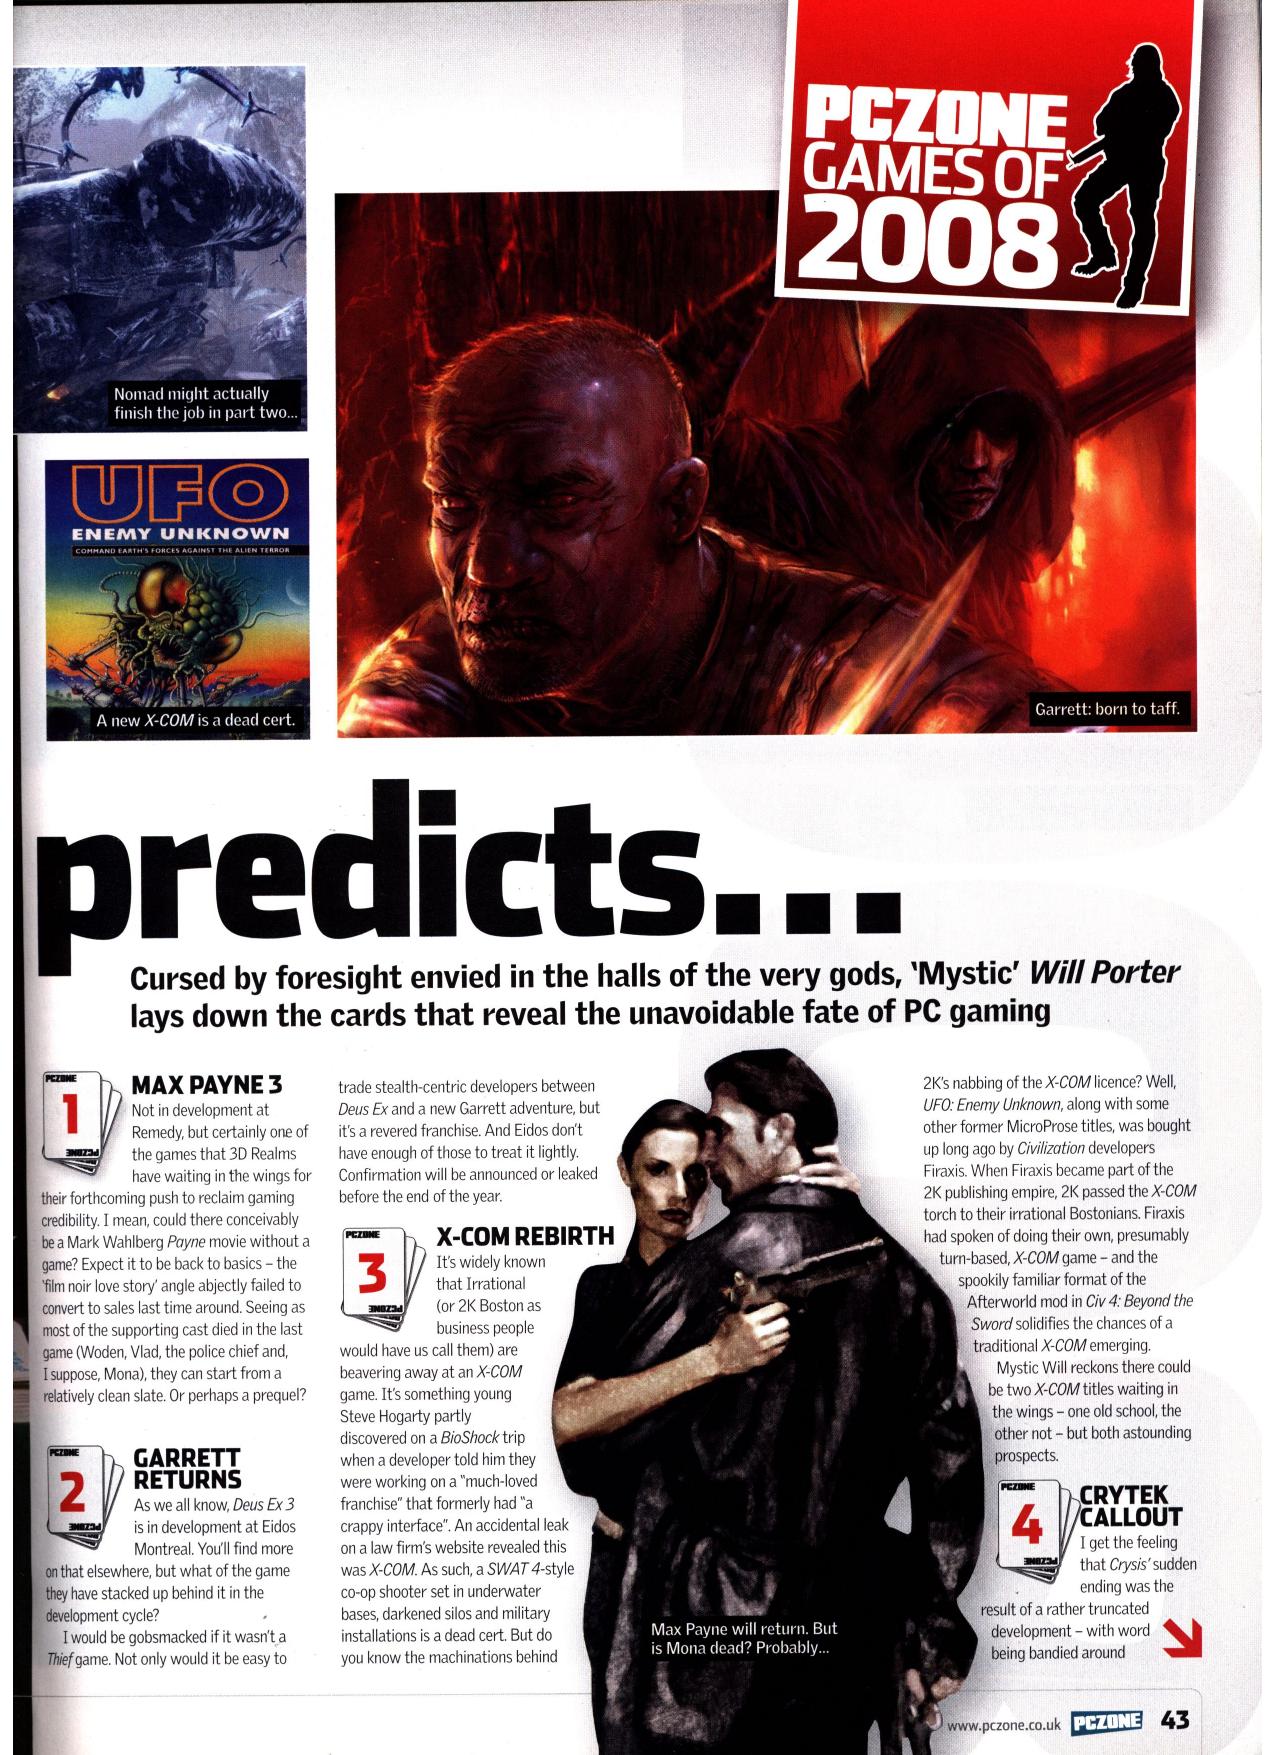 PCZONE
GAMES OF
2008
Nomad might actually
finish the job in part two...
UFO
ENEMY UNKNOWN
COMMAND EARTH'S FORCES AGAINST THE ALIEN TERROR
A new X-COM is a dead cert.
Garrett: born to taff.
predicts...
Cursed by foresight envied in the halls of the very gods, 'Mystic' Will Porter
lays down the cards that reveal the unavoidable fate of PC gaming
PCZONE
1
PCZONE
MAX PAYNE 3
Not in development at
Remedy, but certainly one of
the games that 3D Realms
have waiting in the wings for
their forthcoming push to reclaim gaming
credibility. I mean, could there conceivably
be a Mark Wahlberg Payne movie without a
game? Expect it to be back to basics – the
'film noir love story' angle abjectly failed to
convert to sales last time around. Seeing as
most of the supporting cast died in the last
game (Woden, Vlad, the police chief and,
I suppose, Mona), they can start from a
relatively clean slate. Or perhaps a prequel?
PCZONE
2
PCZONE
GARRETT
RETURNS
As we all know, Deus Ex 3
is in development at Eidos
Montreal. You'll find more
on that elsewhere, but what of the game
they have stacked up behind it in the
development cycle?
I would be gobsmacked if it wasn't a
Thief game. Not only would it be easy to
trade stealth-centric developers between
Deus Ex and a new Garrett adventure, but
it's a revered franchise. And Eidos don't
have enough of those to treat it lightly.
Confirmation will be announced or leaked
before the end of the year.
PCZONE
3
PCZONE
X-COM REBIRTH
It's widely known
that Irrational
(or 2K Boston as
business people
would have us call them) are
beavering away at an X-COM
game. It's something young
Steve Hogarty partly
discovered on a BioShock trip
when a developer told him they
were working on a "much-loved
franchise" that formerly had "a
crappy interface". An accidental leak
on a law firm's website revealed this
was X-COM. As such, a SWAT 4-style
co-op shooter set in underwater
bases, darkened silos and military
installations is a dead cert. But do
you know the machinations behind
2K's nabbing of the X-COM licence? Well,
UFO: Enemy Unknown, along with some
other former MicroProse titles, was bought
up long ago by Civilization developers
Firaxis. When Firaxis became part of the
2K publishing empire, 2K passed the X-COM
torch to their irrational Bostonians. Firaxis
had spoken of doing their own, presumably
turn-based, X-COM game – and the
spookily familiar format of the
Afterworld mod in Civ 4: Beyond the
Sword solidifies the chances of a
traditional X-COM emerging.
Mystic Will reckons there could
be two X-COM titles waiting in
the wings – one old school, the
other not – but both astounding
prospects.
PCZONE
4
PCZONE
CRYTEK
CALLOUT
I get the feeling
that Crysis' sudden
ending was the
result of a rather truncated
development – with word
being bandied around
Max Payne will return. But
is Mona dead? Probably...
www.pczone.co.uk PCZONE 43